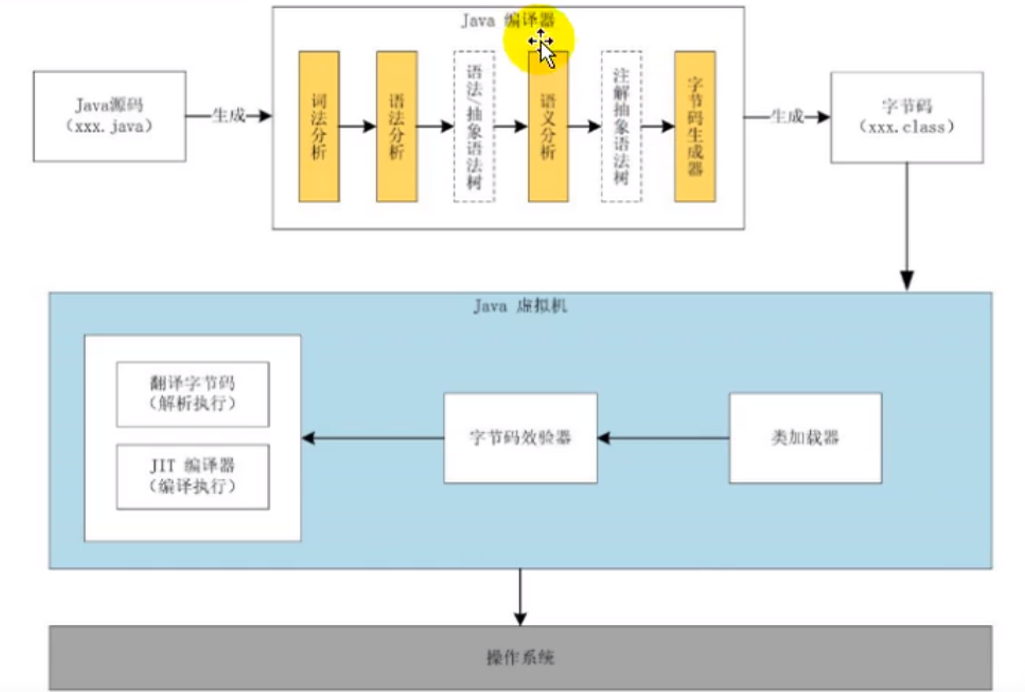 Java 编译器
Java源码
(xxx.java)
生成
词法分析
语法分析
语法/抽象语法树
语义分析
注解抽象语法树
字节码生成器
生成
字节码
(xxx.class)
Java 虚拟机
翻译字节码
(解析执行)
JIT 编译器
(编译执行)
字节码效验器
类加载器
操作系统